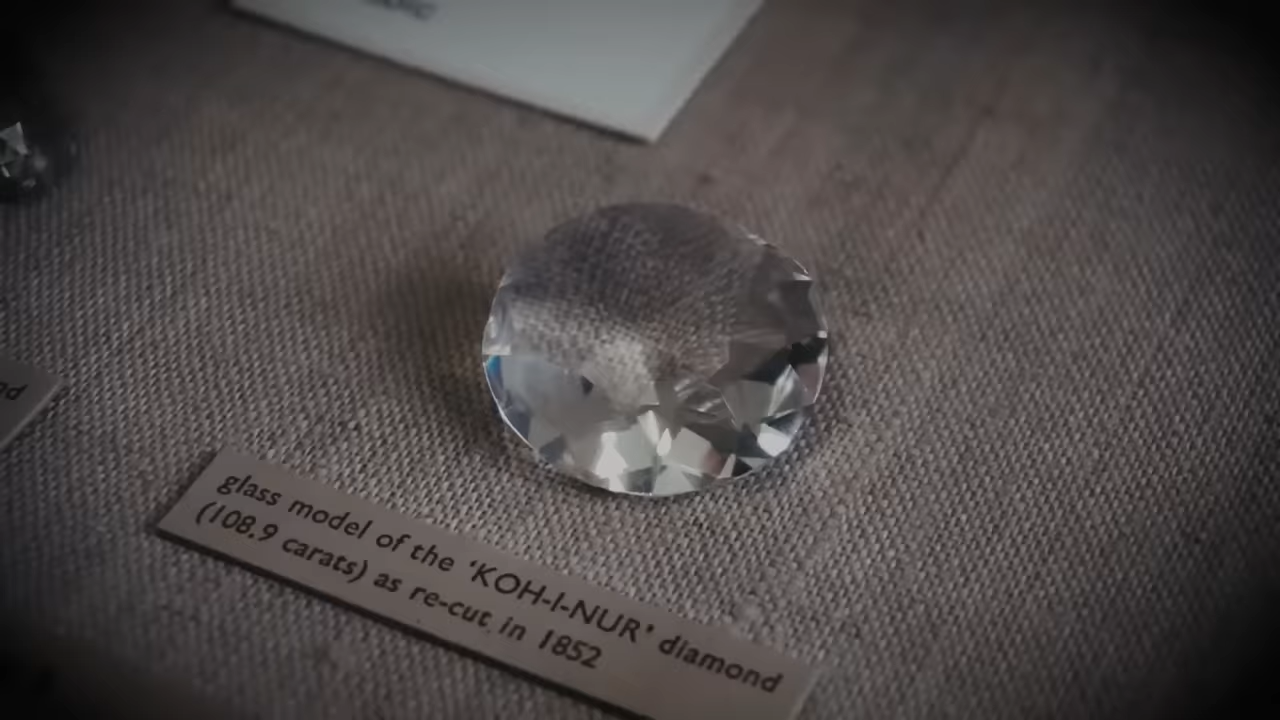 glass model of the ‘KOH-I-NUR’ diamond
(108.9 carats) as re-cut in 1852